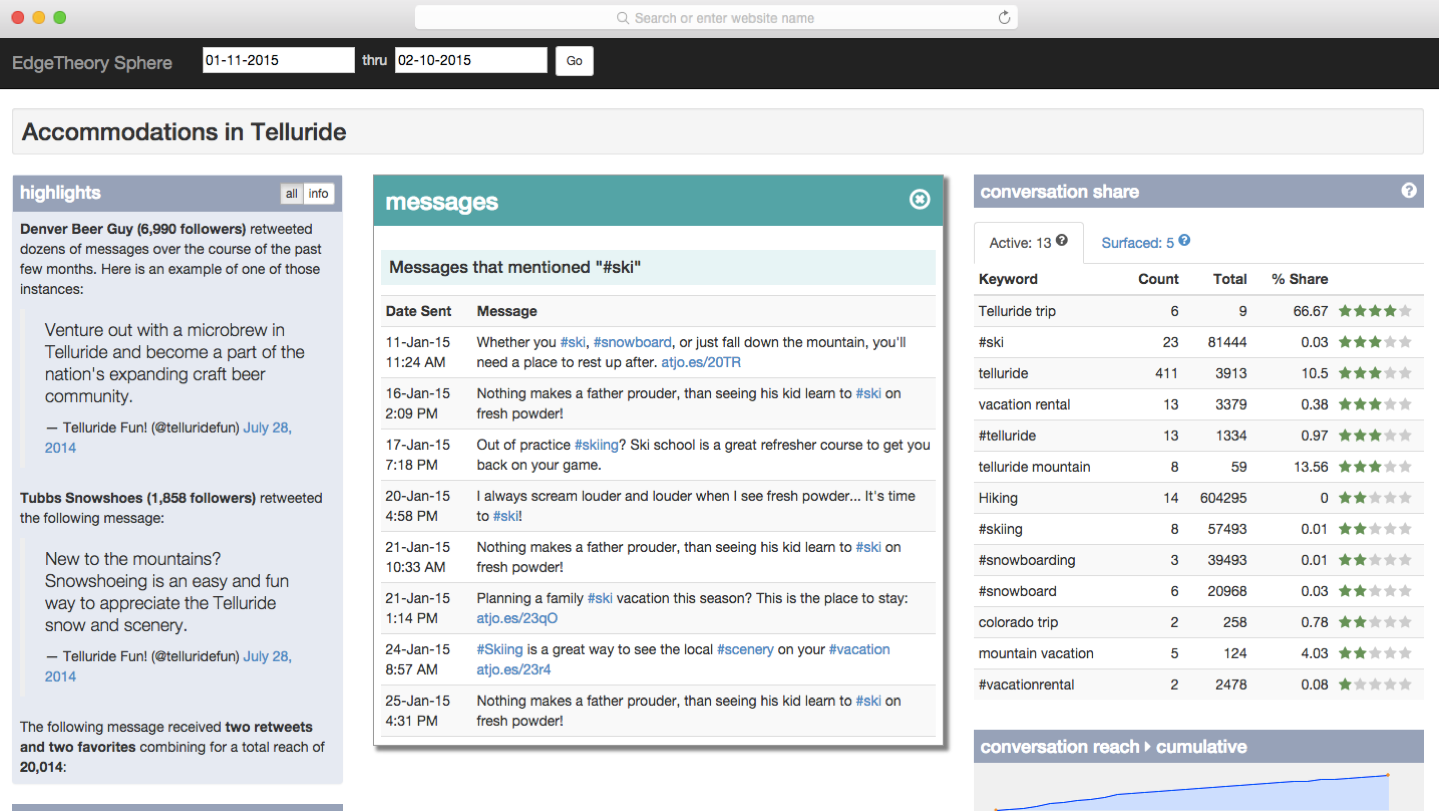 Search or enter website name
EdgeTheory Sphere
01-11-2015 thru 02-10-2015 Go
Accommodations in Telluride
highlights
all info
Denver Beer Guy (6,990 followers) retweeted
dozens of messages over the course of the past
few months. Here is an example of one of those
instances:
Venture out with a microbrew in
Telluride and become a part of the
nation's expanding craft beer
community.
— Telluride Fun! (@telluridefun) July 28,
2014
Tubbs Snowshoes (1,858 followers) retweeted
the following message:
New to the mountains?
Snowshoeing is an easy and fun
way to appreciate the Telluride
snow and scenery.
— Telluride Fun! (@telluridefun) July 28,
2014
The following message received two retweets
and two favorites combining for a total reach of
20,014:
messages
Messages that mentioned "#ski"
Date Sent Message
11-Jan-15 Whether you #ski, #snowboard, or just fall down the mountain, you'll
11:24 AM need a place to rest up after. atjo.es/20TR
16-Jan-15 Nothing makes a father prouder, than seeing his kid learn to #ski on
2:09 PM fresh powder!
17-Jan-15 Out of practice #skiing? Ski school is a great refresher course to get you
7:18 PM back on your game.
20-Jan-15 I always scream louder and louder when I see fresh powder... It's time
4:58 PM to #ski!
21-Jan-15 Nothing makes a father prouder, than seeing his kid learn to #ski on
10:33 AM fresh powder!
21-Jan-15 Planning a family #ski vacation this season? This is the place to stay:
1:14 PM atjo.es/23qO
24-Jan-15 #Skiing is a great way to see the local #scenery on your #vacation
8:57 AM atjo.es/23r4
25-Jan-15 Nothing makes a father prouder, than seeing his kid learn to #ski on
4:31 PM fresh powder!
conversation share ?
Active: 13 ? Surfaced: 5 ?
Keyword Count Total % Share
Telluride trip 6 9 66.67
#ski 23 81444 0.03
telluride 411 3913 10.5
vacation rental 13 3379 0.38
#telluride 13 1334 0.97
telluride mountain 8 59 13.56
Hiking 14 604295 0
#skiing 8 57493 0.01
#snowboarding 3 39493 0.01
#snowboard 6 20968 0.03
colorado trip 2 258 0.78
mountain vacation 5 124 4.03
#vacationrental 2 2478 0.08
conversation reach cumulative